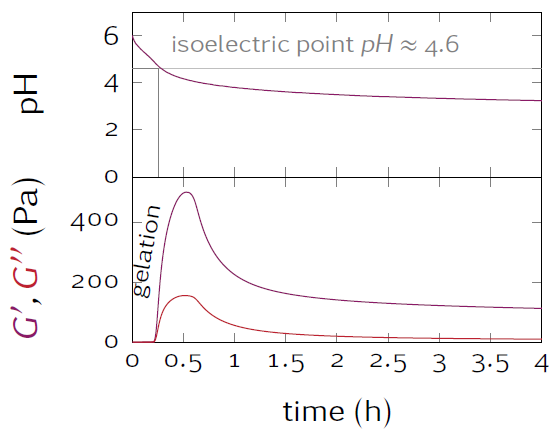 6
isoelectric point pH ≈ 4.6
4
pH
2
0
G′, G″ (Pa)
400
gelation
200
0
0 0.5 1 1.5 2 2.5 3 3.5 4
time (h)